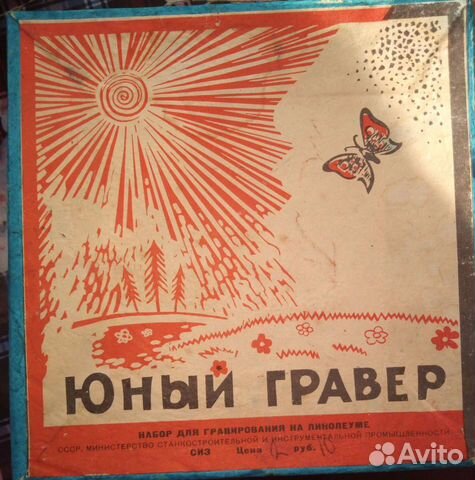 ЮНЫЙ ГРАВЕР
НАБОР ДЛЯ ГРАВИРОВАНИЯ НА ЛИНОЛЕУМЕ
СССР, МИНИСТЕРСТВО СТАНКОСТРОИТЕЛЬНОЙ И ИНСТРУМЕНТАЛЬНОЙ ПРОМЫШЛЕННОСТИ
СИЗ Цена руб.
Avito